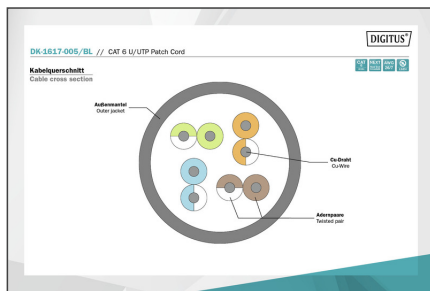 DIGITUS®
DK-1617-005/BL // CAT 6 U/UTP Patch Cord
Kabelquerschnitt
Cable cross section
Außenmantel
Outer jacket
Cu-Draht
Cu-Wire
Adernpaare
Twisted pair